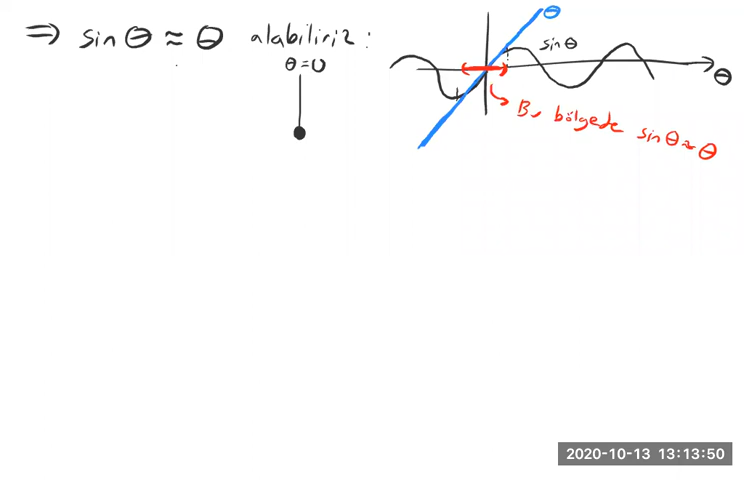 ⇒ sin θ ≈ θ alabiliriz:
θ = 0
θ
sin θ
θ
Bu bölgede sin θ ≈ θ
2020-10-13 13:13:50